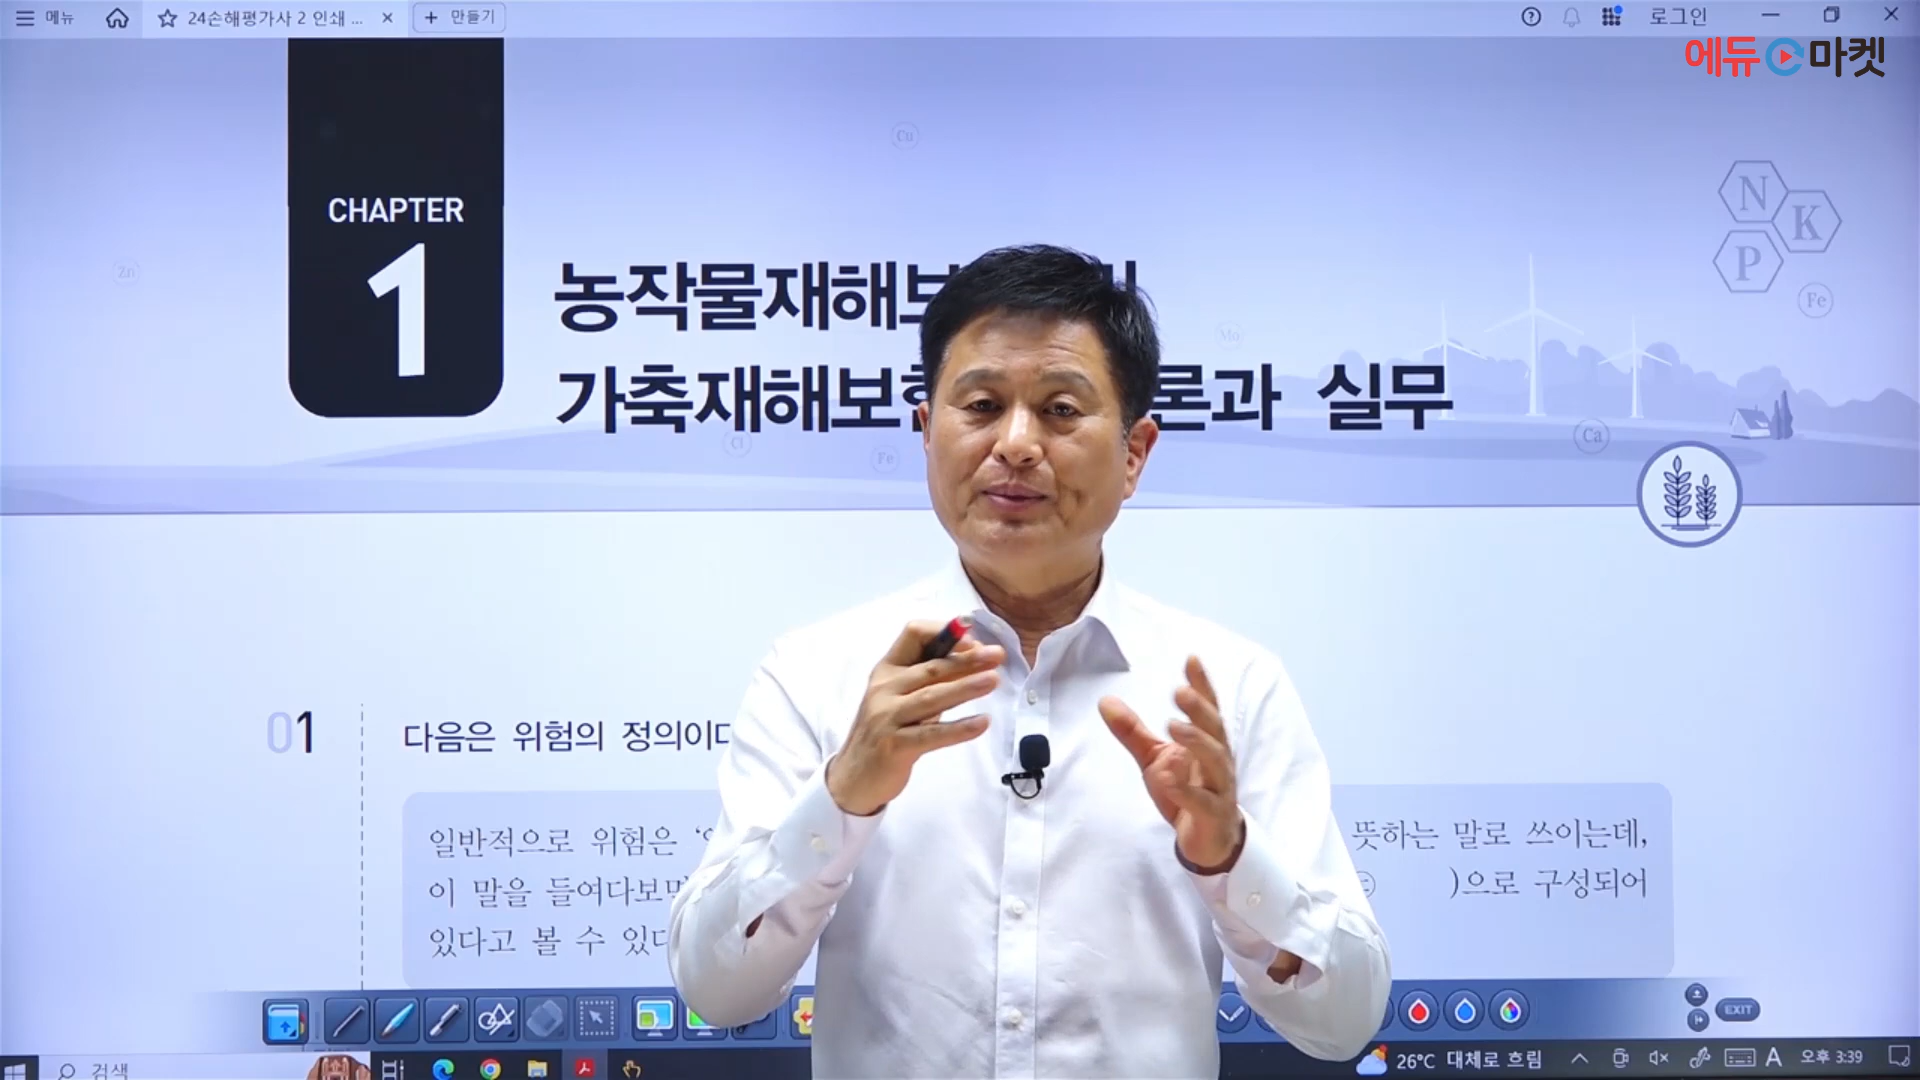 메뉴
24손해평가사 2 인쇄 ...
만들기
로그인
에듀 마켓
CHAPTER
1
농작물재해보
가축재해보험 론과 실무
N
K
P
Fe
Cu
Zn
Mo
Cl
Fe
Ca
01
다음은 위험의 정의이다
일반적으로 위험은 뜻하는 말로 쓰이는데,
이 말을 들여다보면 )으로 구성되어
있다고 볼 수 있다
EXIT
검색
26°C 대체로 흐림
A
오후 3:39